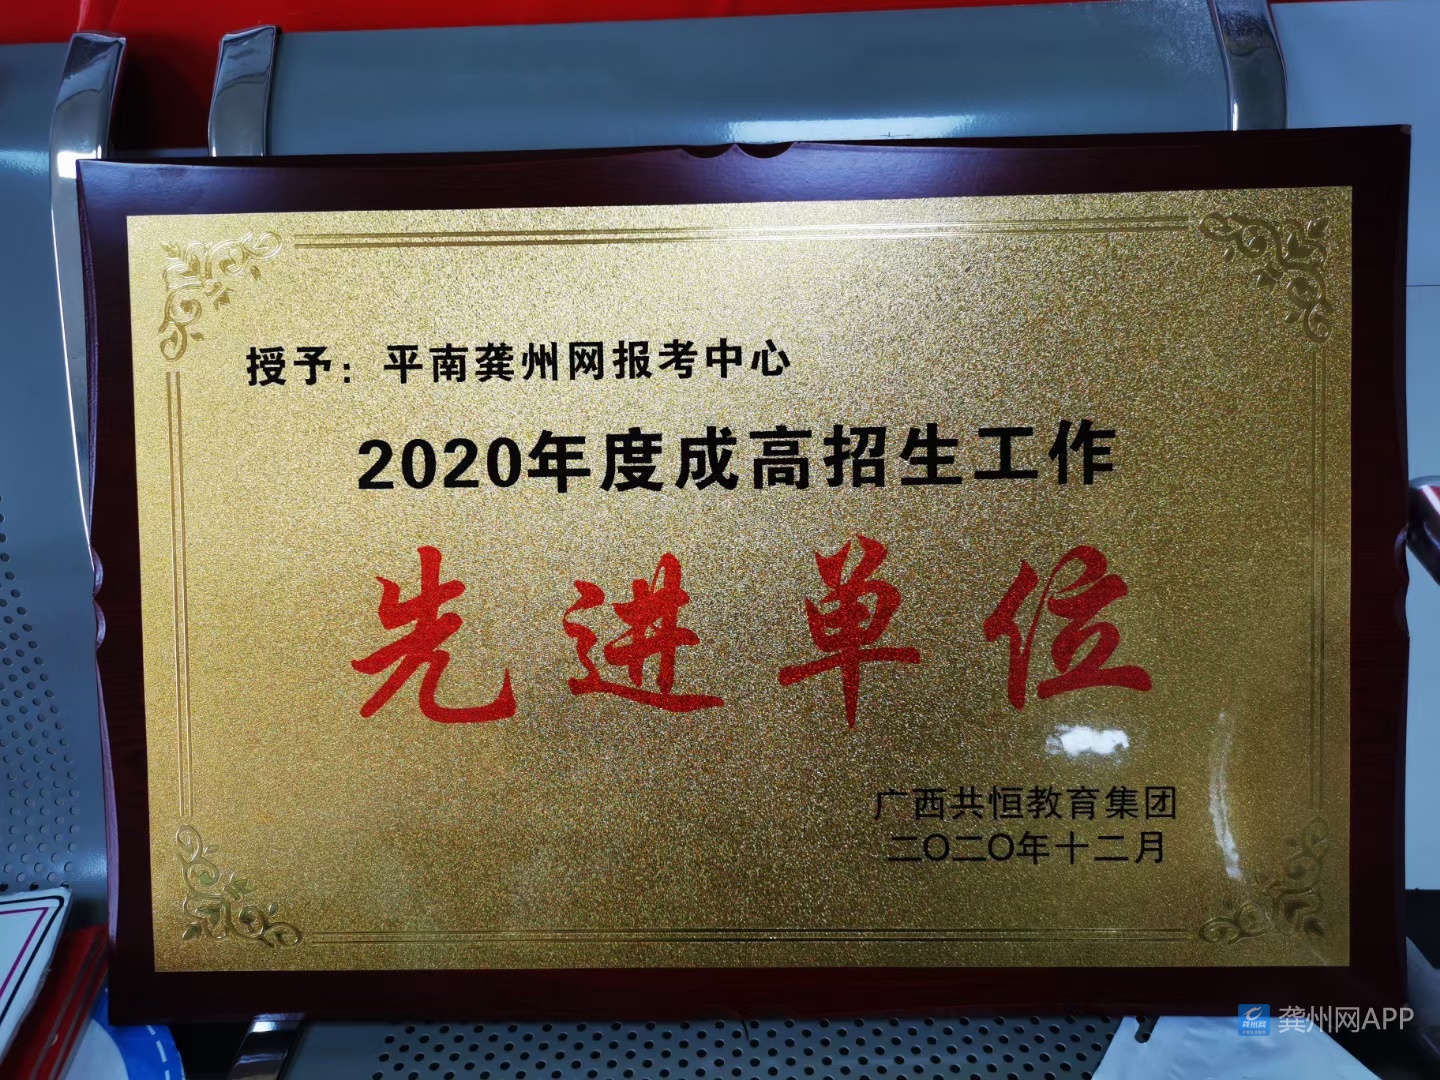 授予：平南龚州网报考中心
2020年度成高招生工作
先进单位
广西共恒教育集团
二〇二〇年十二月
龚州网APP